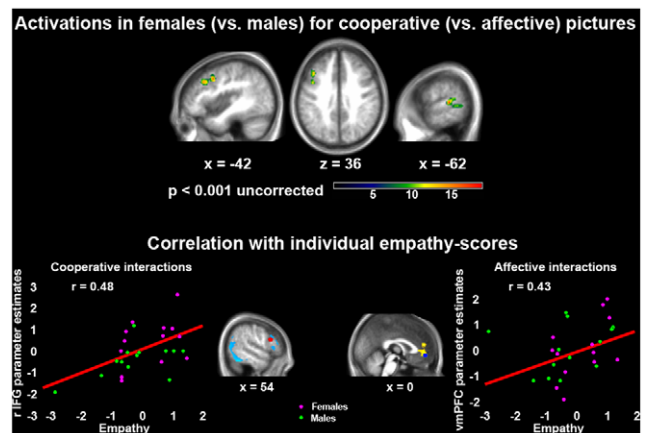 Activations in females (vs. males) for cooperative (vs. affective) pictures
x = -42
z = 36
x = -62
p < 0.001 uncorrected
5 10 15
Correlation with individual empathy-scores
Cooperative interactions
r = 0.48
r IFG parameter estimates
3
2
1
0
-1
-2
-3 -3 -2 -1 0 1 2
Empathy
x = 54
x = 0
Females
Males
Affective interactions
r = 0.43
vmPFC parameter estimates
2
1
0
-1
-2
-3 -2 -1 0 1 2
Empathy